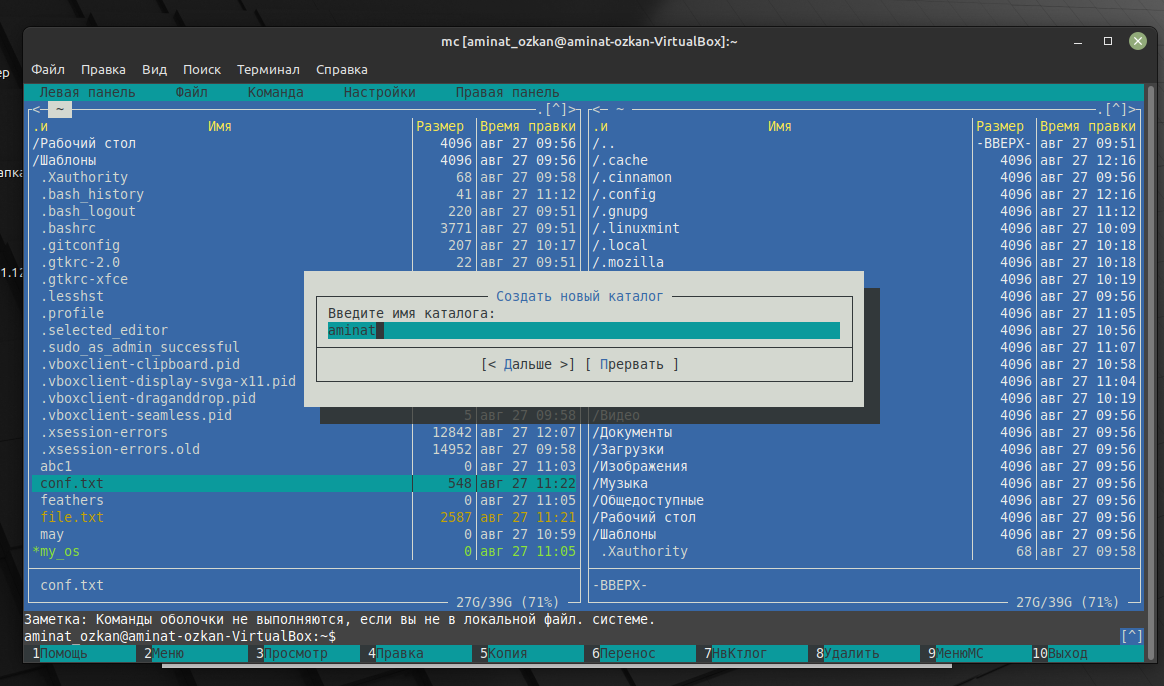 mc [aminat_ozkan@aminat-ozkan-VirtualBox]:~
Файл Правка Вид Поиск Терминал Справка
Левая панель Файл Команда Настройки Правая панель
<─ ~ .[^]> <─ ~ .[^]>
.и Имя Размер Время правки .и Имя Размер Время правки
/Рабочий стол 4096 авг 27 09:56 /.. -ВВЕРХ- авг 27 09:51
/Шаблоны 4096 авг 27 09:56 /.cache 4096 авг 27 12:16
.Xauthority 68 авг 27 09:58 /.cinnamon 4096 авг 27 09:56
.bash_history 41 авг 27 11:12 /.config 4096 авг 27 12:16
.bash_logout 220 авг 27 09:51 /.gnupg 4096 авг 27 11:12
.bashrc 3771 авг 27 09:51 /.linuxmint 4096 авг 27 10:09
.gitconfig 207 авг 27 10:17 /.local 4096 авг 27 10:18
.gtkrc-2.0 22 авг 27 09:51 /.mozilla 4096 авг 27 10:18
.gtkrc-xfce 4096 авг 27 10:19
.lesshst Создать новый каталог 4096 авг 27 09:56
.profile Введите имя каталога: 4096 авг 27 11:05
.selected_editor aminat 4096 авг 27 10:56
.sudo_as_admin_successful 4096 авг 27 11:07
.vboxclient-clipboard.pid [< Дальше >] [ Прервать ] 4096 авг 27 10:58
.vboxclient-display-svga-x11.pid 4096 авг 27 11:04
.vboxclient-draganddrop.pid 4096 авг 27 10:19
.vboxclient-seamless.pid 5 авг 27 09:58 /Видео 4096 авг 27 09:56
.xsession-errors 12842 авг 27 12:07 /Документы 4096 авг 27 09:56
.xsession-errors.old 14952 авг 27 09:58 /Загрузки 4096 авг 27 09:56
abc1 0 авг 27 11:03 /Изображения 4096 авг 27 09:56
conf.txt 548 авг 27 11:22 /Музыка 4096 авг 27 09:56
feathers 0 авг 27 11:05 /Общедоступные 4096 авг 27 09:56
file.txt 2587 авг 27 11:21 /Рабочий стол 4096 авг 27 09:56
may 0 авг 27 10:59 /Шаблоны 4096 авг 27 09:56
*my_os 0 авг 27 11:05 .Xauthority 68 авг 27 09:58
conf.txt -ВВЕРХ-
27G/39G (71%) 27G/39G (71%)
Заметка: Команды оболочки не выполняются, если вы не в локальной файл. системе.
aminat_ozkan@aminat-ozkan-VirtualBox:~$ [^]
1Помощь 2Меню 3Просмотр 4Правка 5Копия 6Перенос 7НвКтлог 8Удалить 9МенюMC 10Выход